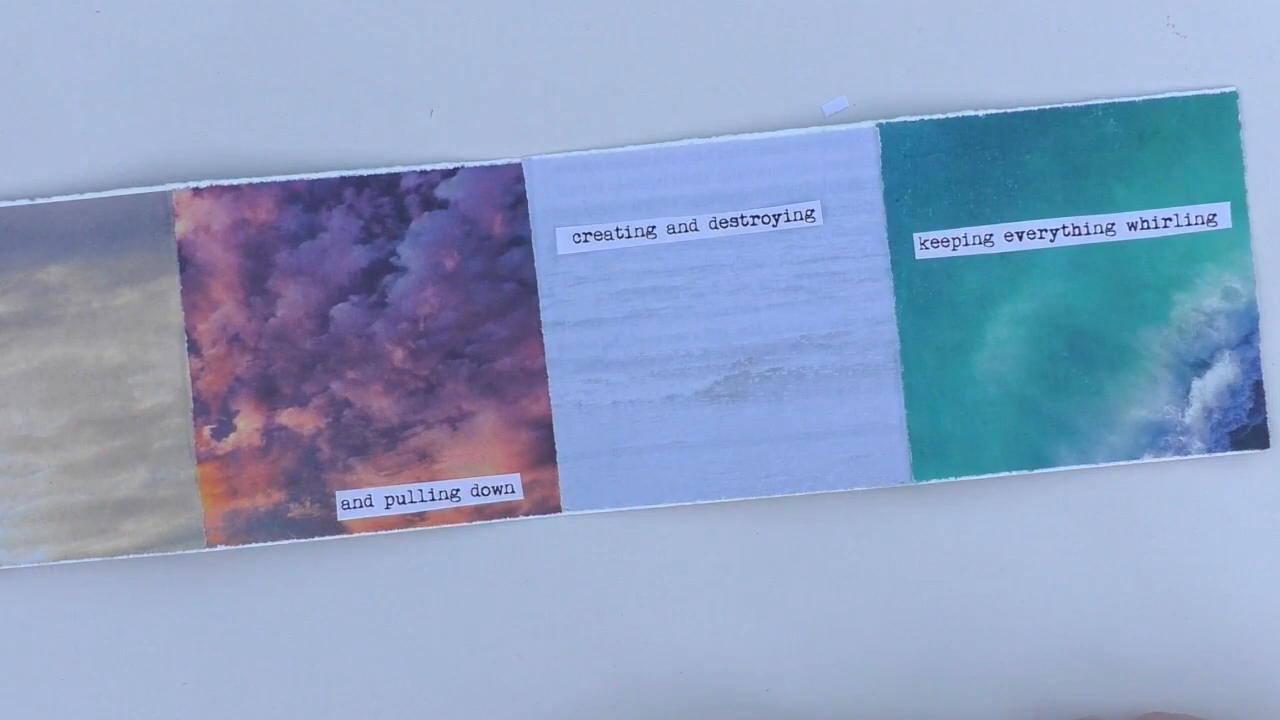 and pulling down
creating and destroying
keeping everything whirling